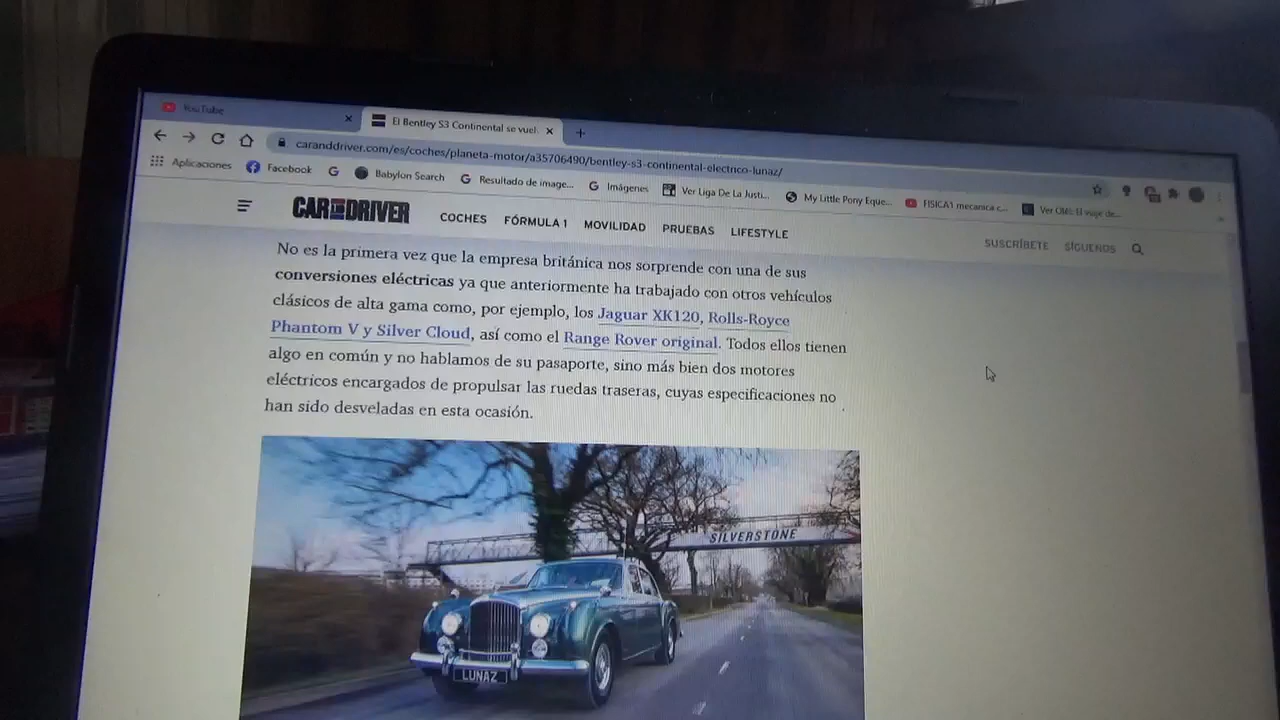 YouTube
El Bentley S3 Continental se vuel
caranddriver.com/es/coches/planeta-motor/a35706490/bentley-s3-continental-electrico-lunaz/
Aplicaciones Facebook Babylon Search Resultado de image... Imágenes Ver Liga De La Justi... My Little Pony Eque... FISICA1 mecanica c... Ver Olé: El viaje de...
CAR AND DRIVER COCHES FÓRMULA 1 MOVILIDAD PRUEBAS LIFESTYLE SUSCRÍBETE SÍGUENOS
No es la primera vez que la empresa británica nos sorprende con una de sus
conversiones eléctricas ya que anteriormente ha trabajado con otros vehículos
clásicos de alta gama como, por ejemplo, los Jaguar XK120, Rolls-Royce
Phantom V y Silver Cloud, así como el Range Rover original. Todos ellos tienen
algo en común y no hablamos de su pasaporte, sino más bien dos motores
eléctricos encargados de propulsar las ruedas traseras, cuyas especificaciones no
han sido desveladas en esta ocasión.
SILVERSTONE
LUNAZ